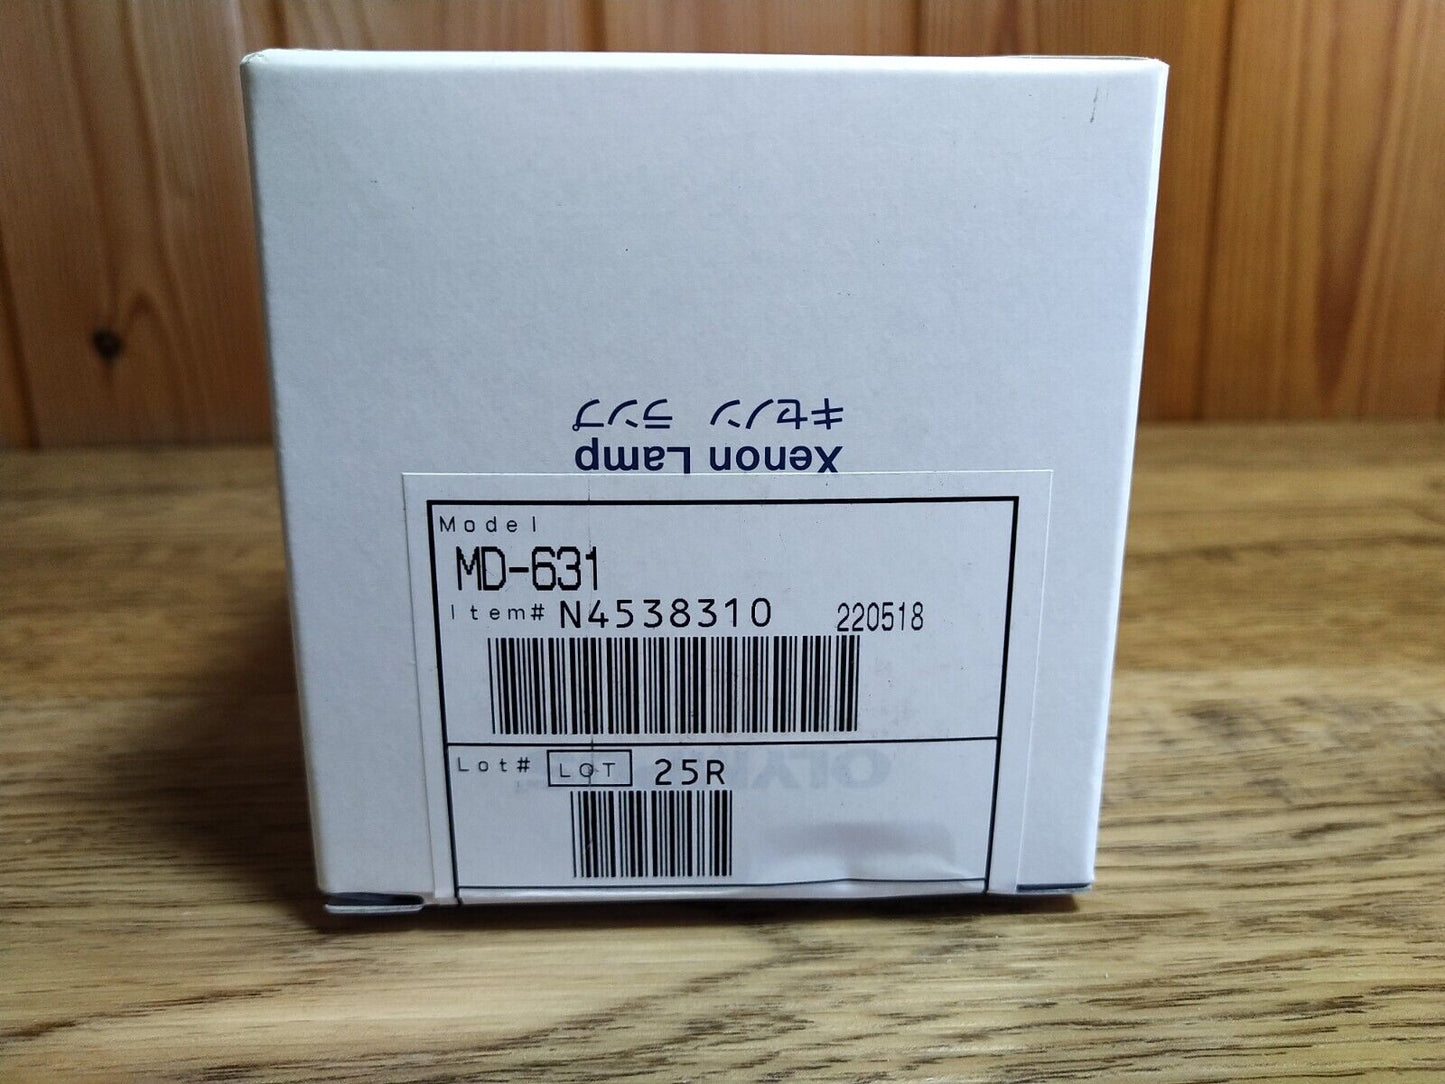 キセノン ランプ
Xenon Lamp
Model
MD-631
Item# N4538310 220518
Lot# LOT 25R